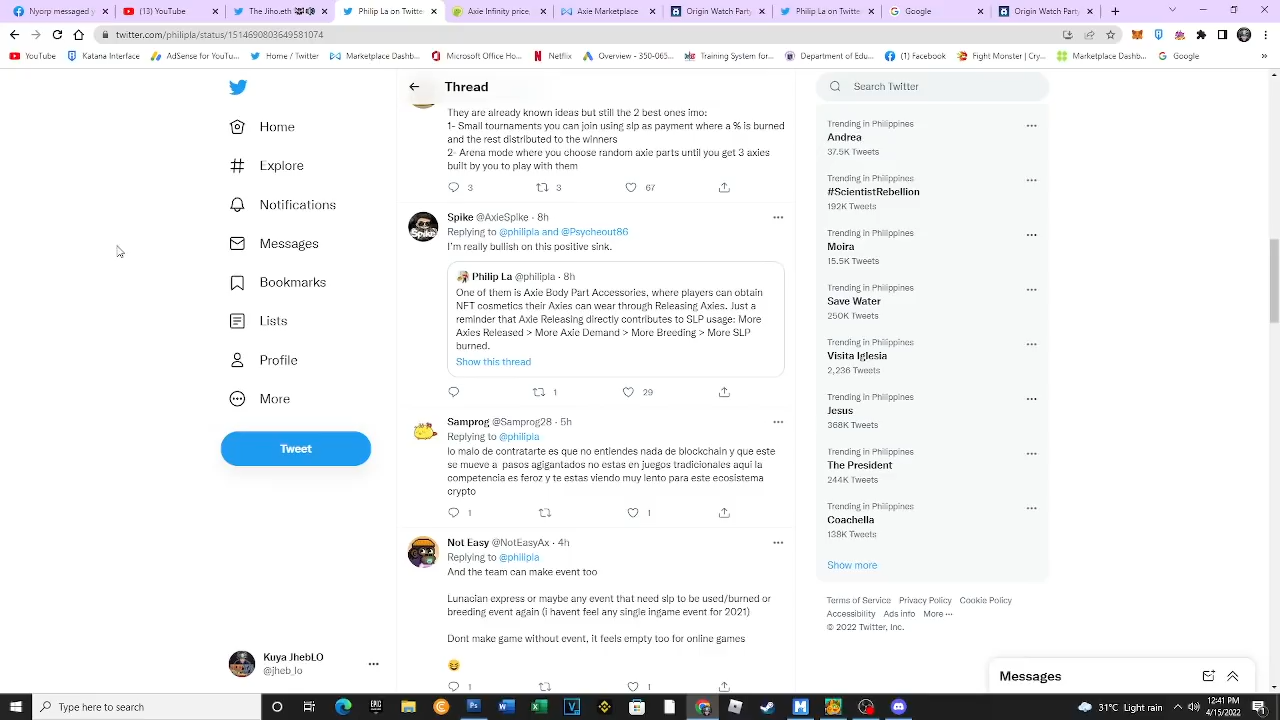 Nyorp messaged y
(13) YouTube
The Jiho.eth
Philip La on Twitte
Axie Infinity price,
Axie Marketplace
Origin Watch Party
Philip La on Twitte
Google
Origin Watch Party
twitter.com/philipla/status/1514690803649581074
YouTube
Katana Interface
AdSense for YouTu...
Home / Twitter
Marketplace Dashb...
Microsoft Office Ho...
Netflix
Overview - 350-065...
Training System for...
Department of Edu...
(1) Facebook
Fight Monster | Cry...
Marketplace Dashb...
Google
Thread
Search Twitter
They are already known ideas but still the 2 best ones imo:
1- Small tournaments you can join using slp as payment where a % is burned
and the rest distributed to the winners
2- Arena mode where you choose random axie parts until you get 3 axies
built by you to play with them
3
3
67
Spike @AxieSpike · 8h
Replying to @philipla and @Psycheout86
I'm really bullish on this positive sink.
Philip La @philipla · 8h
One of them is Axie Body Part Accessories, where players can obtain
NFT cosmetics their Axies can wear through Releasing Axies. Just a
reminder that Axie Releasing directly contributes to SLP usage: More
Axies Released > More Axie Demand > More Breeding > More SLP
burned.
Show this thread
1
29
Samprog @Samprog28 · 5h
Replying to @philipla
lo malo de contratarte es que no entiendes nada de blockchain y que este
se mueve a pasos agigantados no estas en juegos tradicionales aqui la
competencia es feroz y te estas viendo muy lento para este ecosistema
crypto
1
1
Not Easy @NotEasyAx · 4h
Replying to @philipla
And the team can make event too
Lunacian express or maybe any event that need slp to be used/burned or
breeding event again (i havent feel any single ingame event for 2021)
Dont make game without event, it feels empty too for online games
1
1
Home
Explore
Notifications
Messages
Bookmarks
Lists
Profile
More
Tweet
Kuya JhebLO
@jheb_lo
Trending in Philippines
Andrea
37.5K Tweets
Trending in Philippines
#ScientistRebellion
192K Tweets
Trending in Philippines
Moira
15.5K Tweets
Trending in Philippines
Save Water
250K Tweets
Trending in Philippines
Visita Iglesia
2,236 Tweets
Trending in Philippines
Jesus
368K Tweets
Trending in Philippines
The President
244K Tweets
Trending in Philippines
Coachella
138K Tweets
Show more
Terms of Service Privacy Policy Cookie Policy
Accessibility Ads info More
© 2022 Twitter, Inc.
Messages
Type here to search
31°C Light rain
12:41 PM
4/15/2022